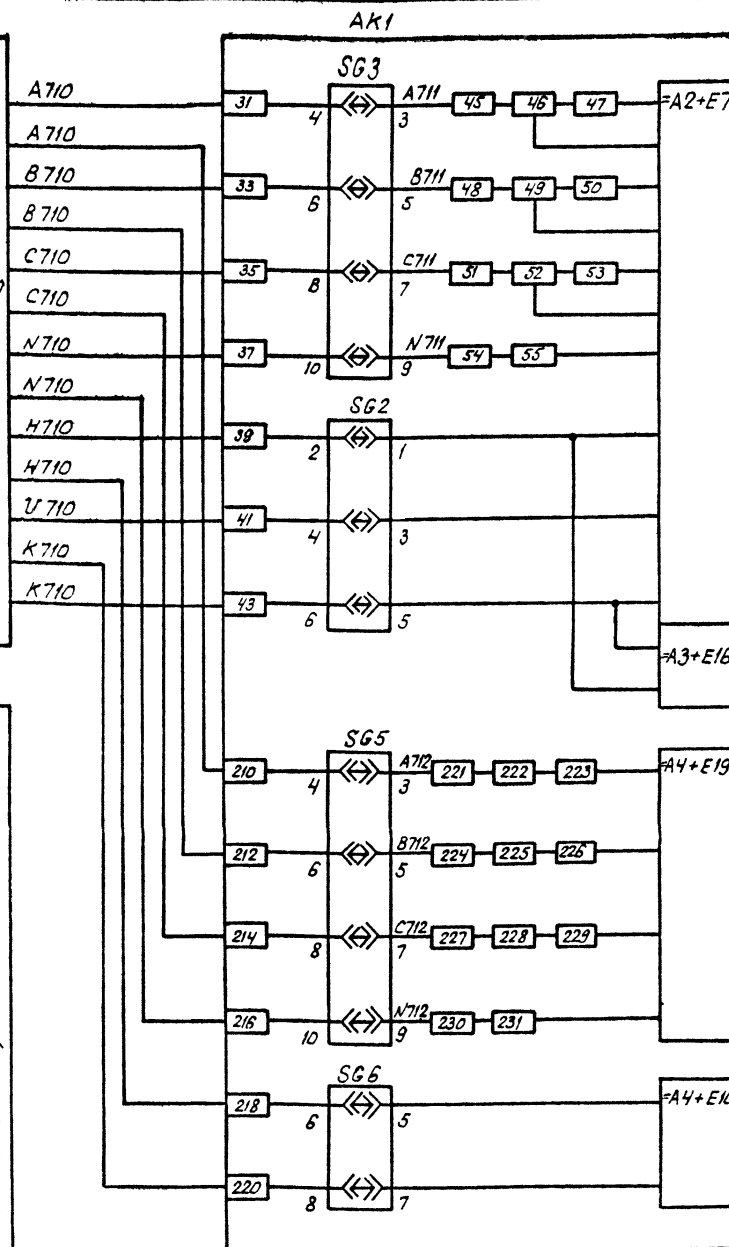 AK1
SG3
A710 31 4 3 A711 45 46 47 =A2+E7
A710
B710 33 6 5 B711 48 49 50
B710
C710 35 8 7 C711 51 52 53
C710
N710 37 10 9 N711 54 55
N710
SG2
H710 39 2 1
H710
U710 41 4 3
K710
K710 43 6 5
=A3+E16
SG5
210 4 3 A712 221 222 223 =A4+E19
212 6 5 B712 224 225 226
214 8 7 C712 227 228 229
216 10 9 N712 230 231
SG6
218 6 5 =A4+E1
220 8 7